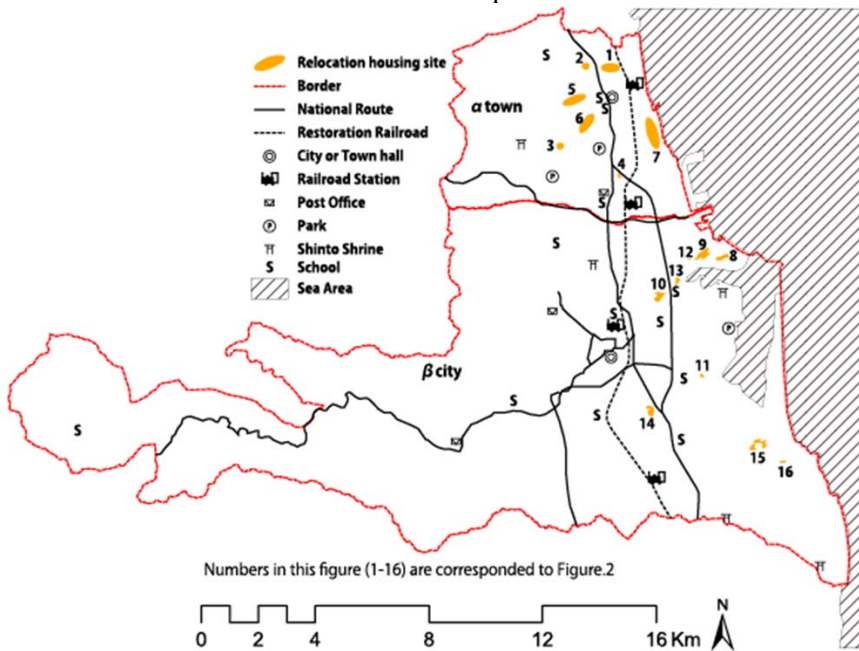 Relocation housing site
Border
National Route
Restoration Railroad
City or Town hall
Railroad Station
Post Office
P Park
Shinto Shrine
S School
Sea Area
α town
β city
S
2
1
5
S
S
6
3
P
4
7
P
S
S
12
9
8
13
10
S
S
S
P
11
S
S
S
14
S
S
15
16
Numbers in this figure (1-16) are corresponded to Figure.2
0 2 4 8 12 16 Km
N